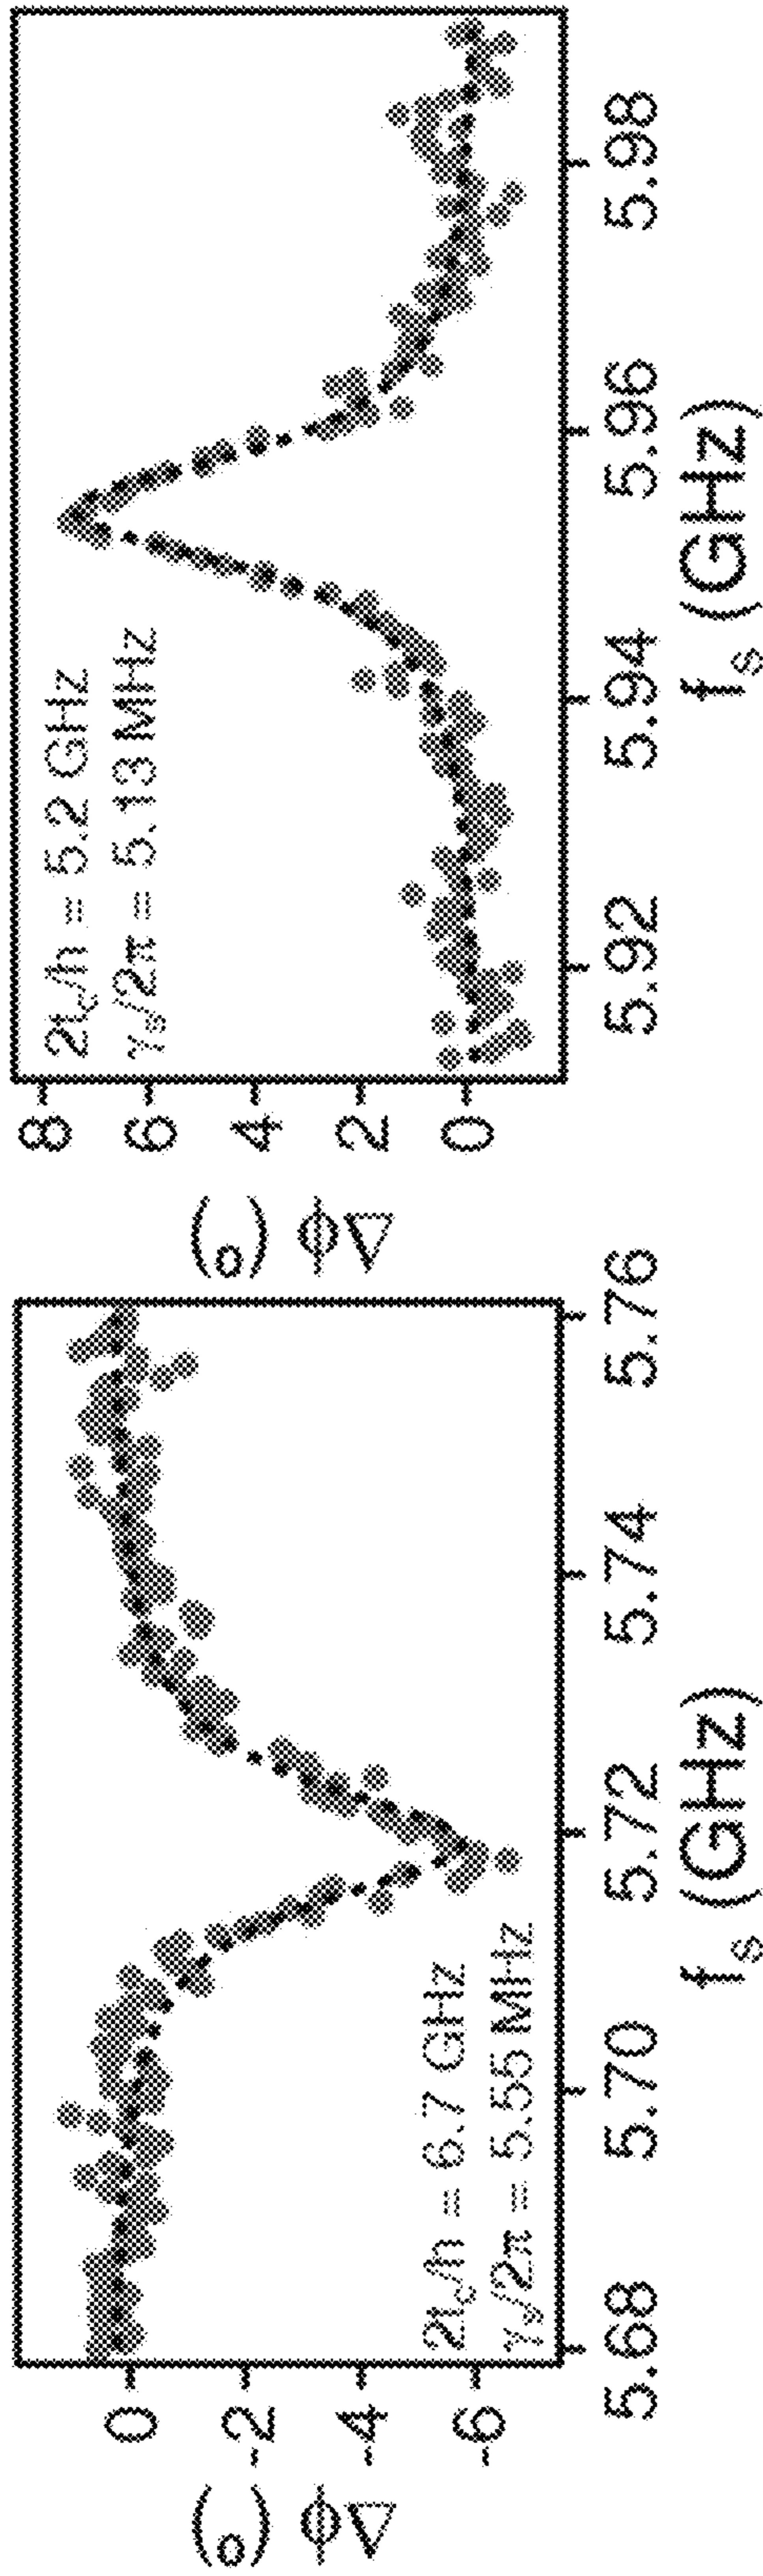 Δφ (°)
0
-2
-4
-6
2t_c/h = 6.7 GHz
γ_s/2π = 5.55 MHz
5.68 5.70 5.72 5.74 5.76
f_s (GHz)
Δφ (°)
8
6
4
2
0
2t_c/h = 5.2 GHz
γ_s/2π = 5.13 MHz
5.92 5.94 5.96 5.98
f_s (GHz)